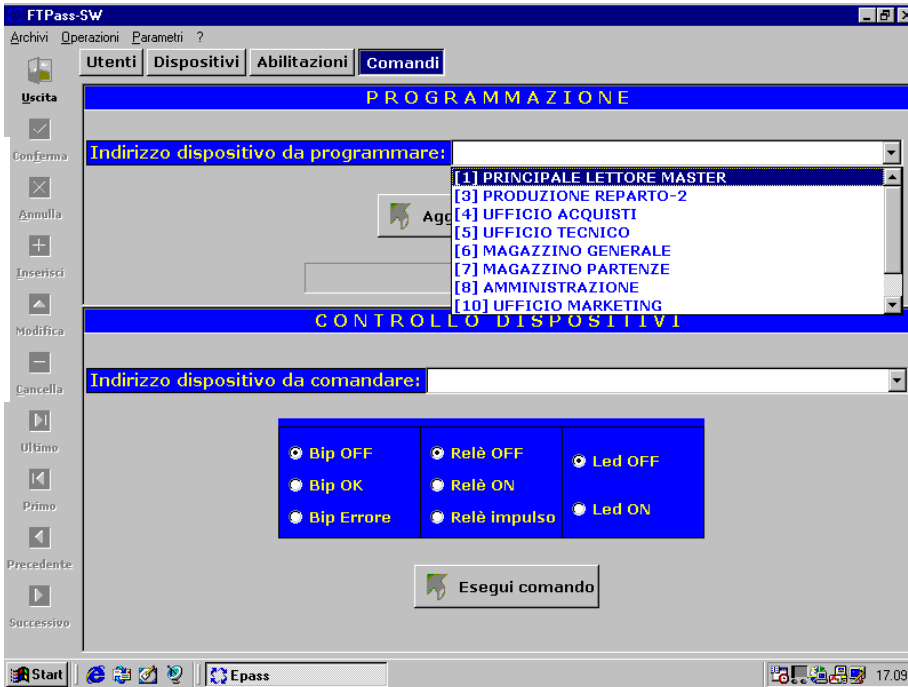 FTPass-SW
Archivi Operazioni Parametri ?
Utenti Dispositivi Abilitazioni Comandi
Uscita
Conferma
Annulla
Inserisci
Modifica
Cancella
Ultimo
Primo
Precedente
Successivo
PROGRAMMAZIONE
Indirizzo dispositivo da programmare:
[1] PRINCIPALE LETTORE MASTER
[3] PRODUZIONE REPARTO-2
[4] UFFICIO ACQUISTI
[5] UFFICIO TECNICO
[6] MAGAZZINO GENERALE
[7] MAGAZZINO PARTENZE
[8] AMMINISTRAZIONE
[10] UFFICIO MARKETING
Agg
CONTROLLO DISPOSITIVI
Indirizzo dispositivo da comandare:
Bip OFF
Bip OK
Bip Errore
Relè OFF
Relè ON
Relè impulso
Led OFF
Led ON
Esegui comando
Start Epass 17.09